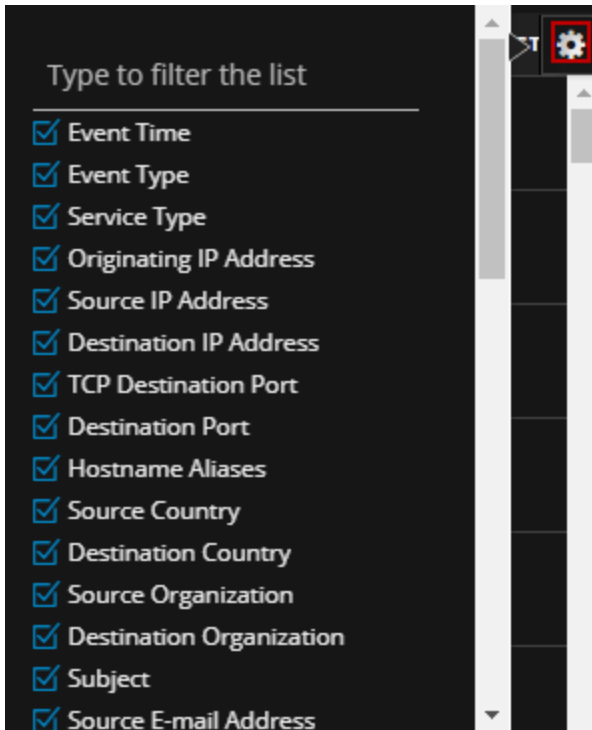 Type to filter the list
ST
Event Time
Event Type
Service Type
Originating IP Address
Source IP Address
Destination IP Address
TCP Destination Port
Destination Port
Hostname Aliases
Source Country
Destination Country
Source Organization
Destination Organization
Subject
Source E-mail Address